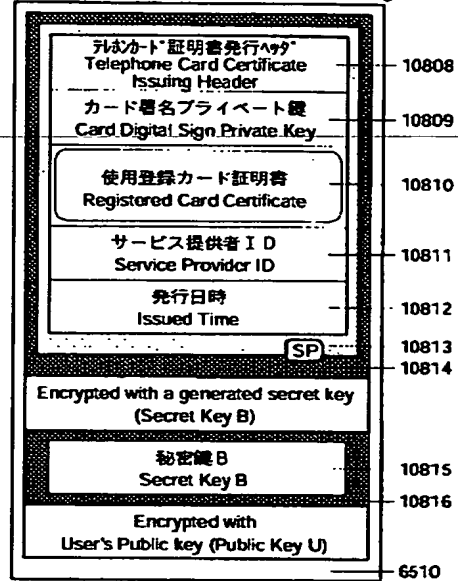 テレホンカード証明書発行ヘッダ
Telephone Card Certificate
Issuing Header
10808
カード署名プライベート鍵
Card Digital Sign Private Key
10809
使用登録カード証明書
Registered Card Certificate
10810
サービス提供者ID
Service Provider ID
10811
発行日時
Issued Time
10812
SP
10813
10814
Encrypted with a generated secret key
(Secret Key B)
秘密鍵B
Secret Key B
10815
10816
Encrypted with
User's Public key (Public Key U)
6510